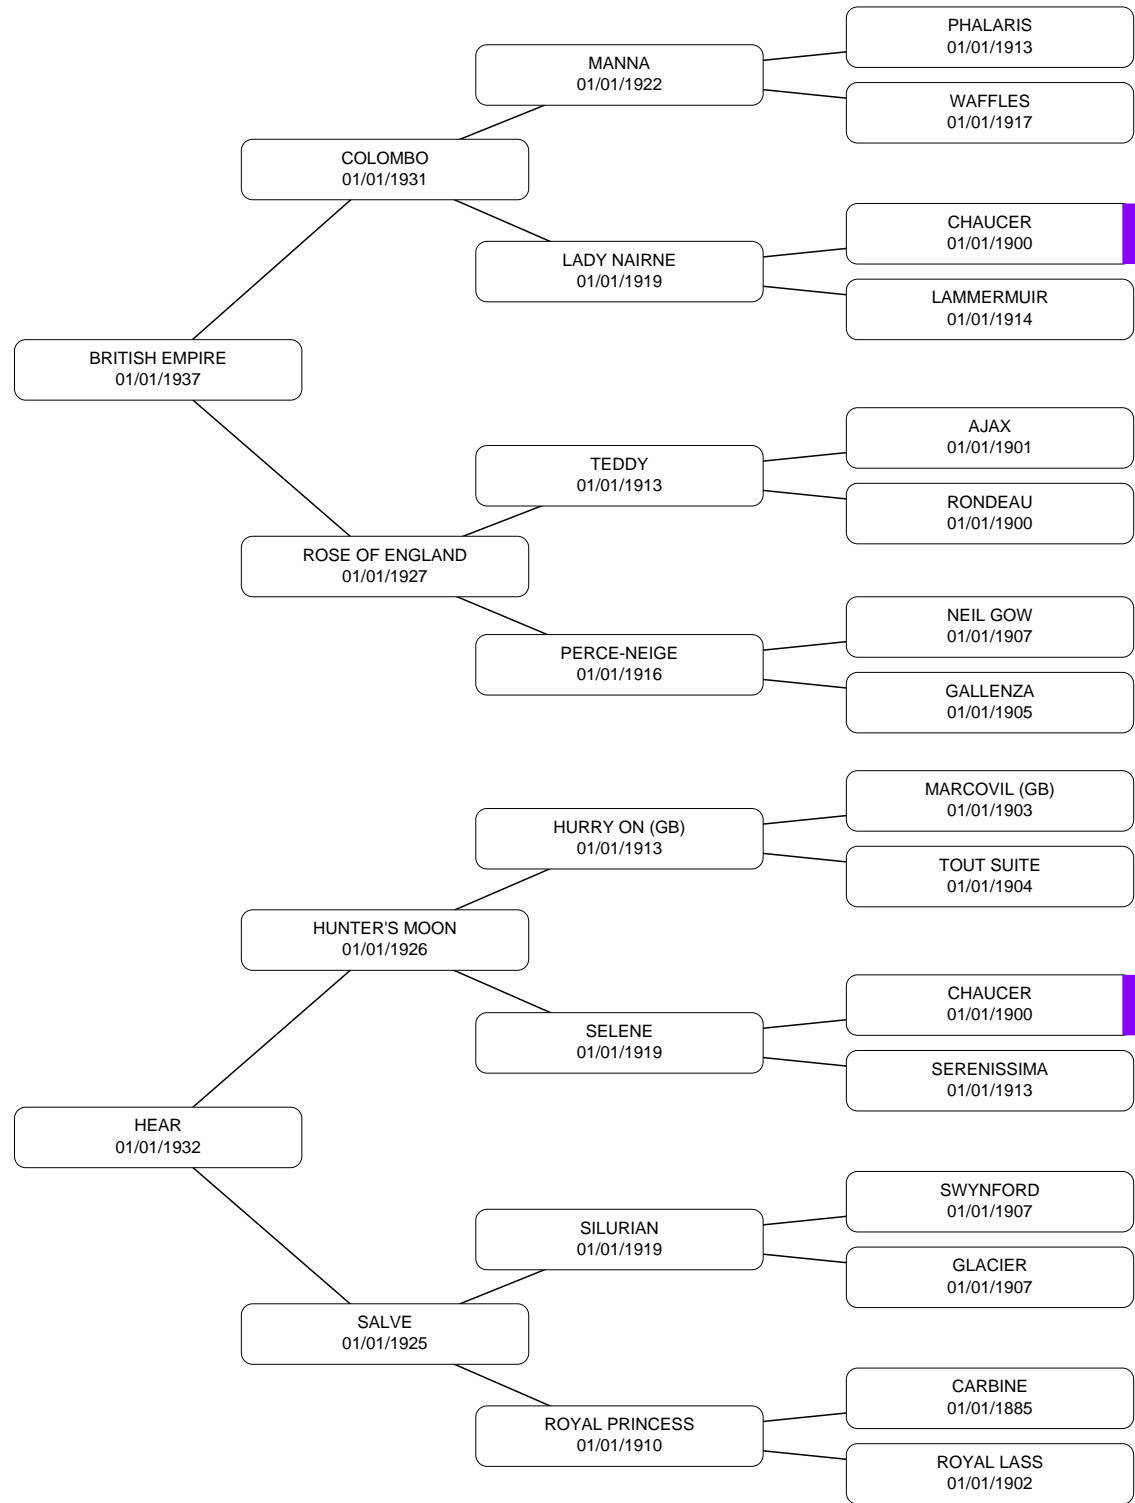 PHALARIS
01/01/1913
MANNA
01/01/1922
WAFFLES
01/01/1917
COLOMBO
01/01/1931
CHAUCER
01/01/1900
LADY NAIRNE
01/01/1919
LAMMERMUIR
01/01/1914
BRITISH EMPIRE
01/01/1937
AJAX
01/01/1901
TEDDY
01/01/1913
RONDEAU
01/01/1900
ROSE OF ENGLAND
01/01/1927
NEIL GOW
01/01/1907
PERCE-NEIGE
01/01/1916
GALLENZA
01/01/1905
MARCOVIL (GB)
01/01/1903
HURRY ON (GB)
01/01/1913
TOUT SUITE
01/01/1904
HUNTER'S MOON
01/01/1926
CHAUCER
01/01/1900
SELENE
01/01/1919
SERENISSIMA
01/01/1913
HEAR
01/01/1932
SWYNFORD
01/01/1907
SILURIAN
01/01/1919
GLACIER
01/01/1907
SALVE
01/01/1925
CARBINE
01/01/1885
ROYAL PRINCESS
01/01/1910
ROYAL LASS
01/01/1902